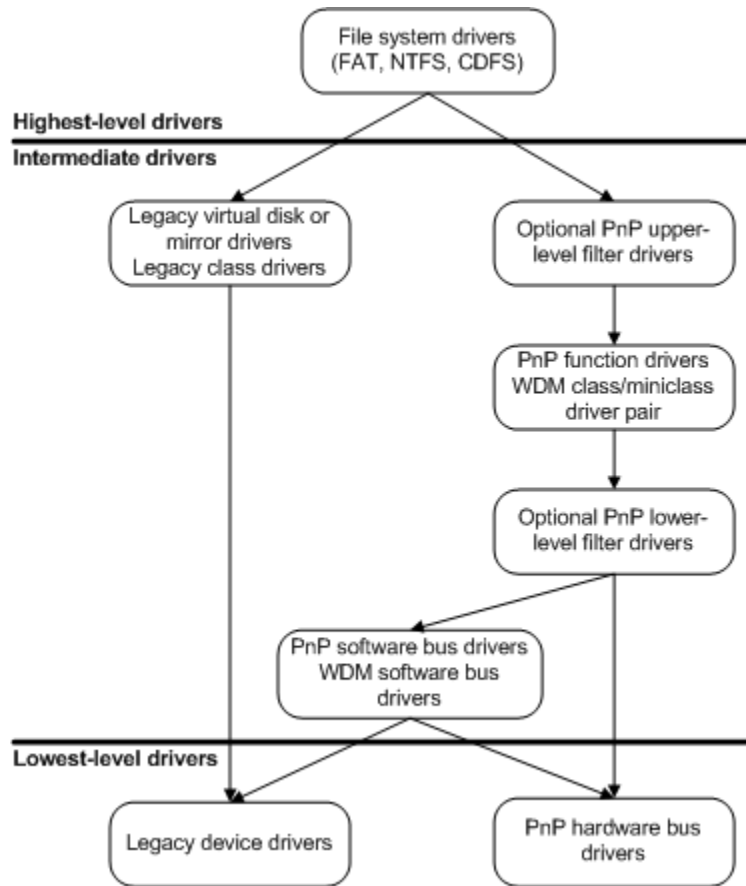 File system drivers
(FAT, NTFS, CDFS)
Highest-level drivers
Intermediate drivers
Legacy virtual disk or
mirror drivers
Legacy class drivers
Optional PnP upper-
level filter drivers
PnP function drivers
WDM class/miniclass
driver pair
Optional PnP lower-
level filter drivers
PnP software bus drivers
WDM software bus
drivers
Lowest-level drivers
Legacy device drivers
PnP hardware bus
drivers